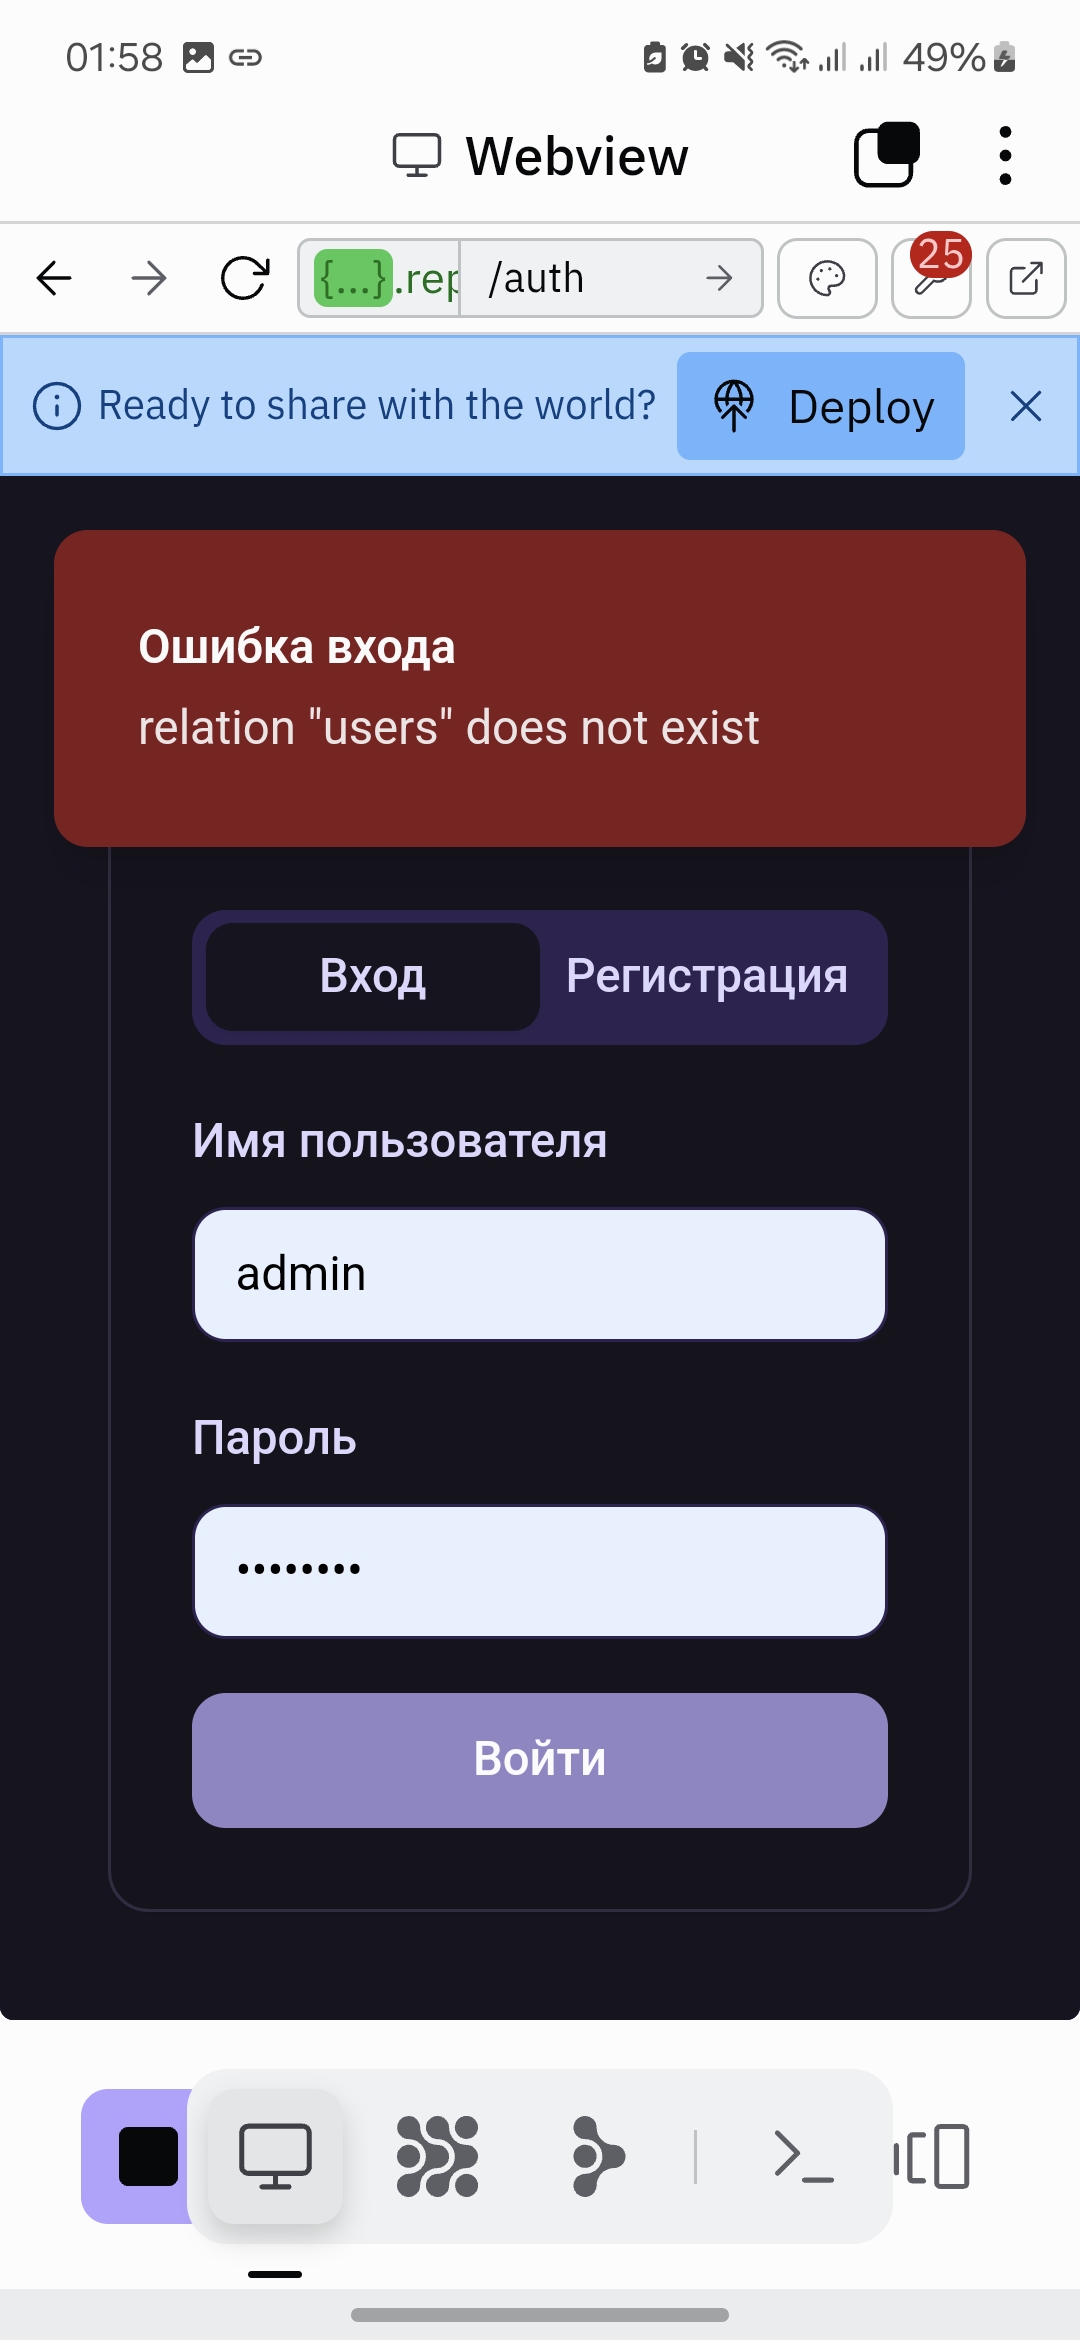 01:58
49%
Webview
{...}.rep
/auth
25
Ready to share with the world?
Deploy
Ошибка входа
relation "users" does not exist
Вход
Регистрация
Имя пользователя
admin
Пароль
••••••••
Войти